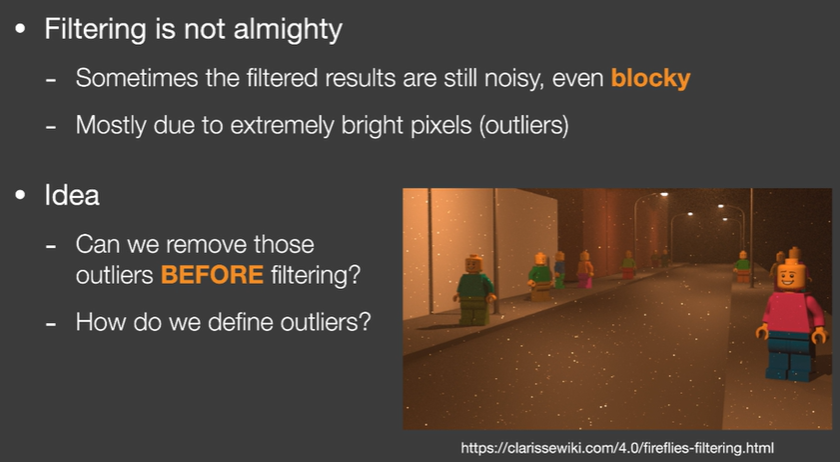 • Filtering is not almighty
- Sometimes the filtered results are still noisy, even blocky
- Mostly due to extremely bright pixels (outliers)
• Idea
- Can we remove those
outliers BEFORE filtering?
- How do we define outliers?
https://clarissewiki.com/4.0/fireflies-filtering.html